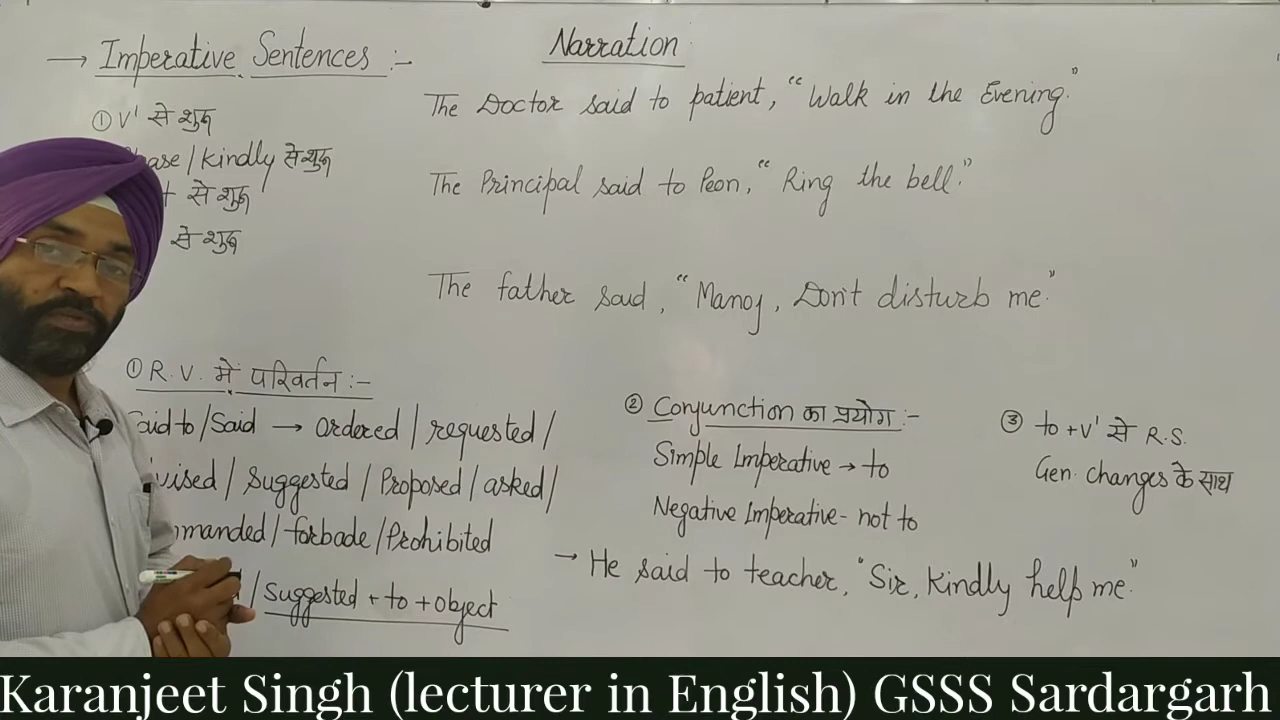 → Imperative Sentences :-
① V¹ से शुरू
/ Kindly से शुरू
से शुरू
से शुरू
Narration
The Doctor said to patient, “Walk in the Evening.”
The Principal said to Peon, “Ring the bell.”
The father said, “Manoj, Don't disturb me.”
① R.V. में परिवर्तन :-
to / Said → ordered / requested /
/ Suggested / Proposed / asked /
/ forbade / Prohibited
/ Suggested + to + object
② Conjunction का प्रयोग :-
Simple Imperative → to
Negative Imperative - not to
③ to + V¹ से R.S.
Gen. Changes के साथ
→ He said to teacher, “Sir, Kindly help me.”
Karanjeet Singh (lecturer in English) GSSS Sardargarh